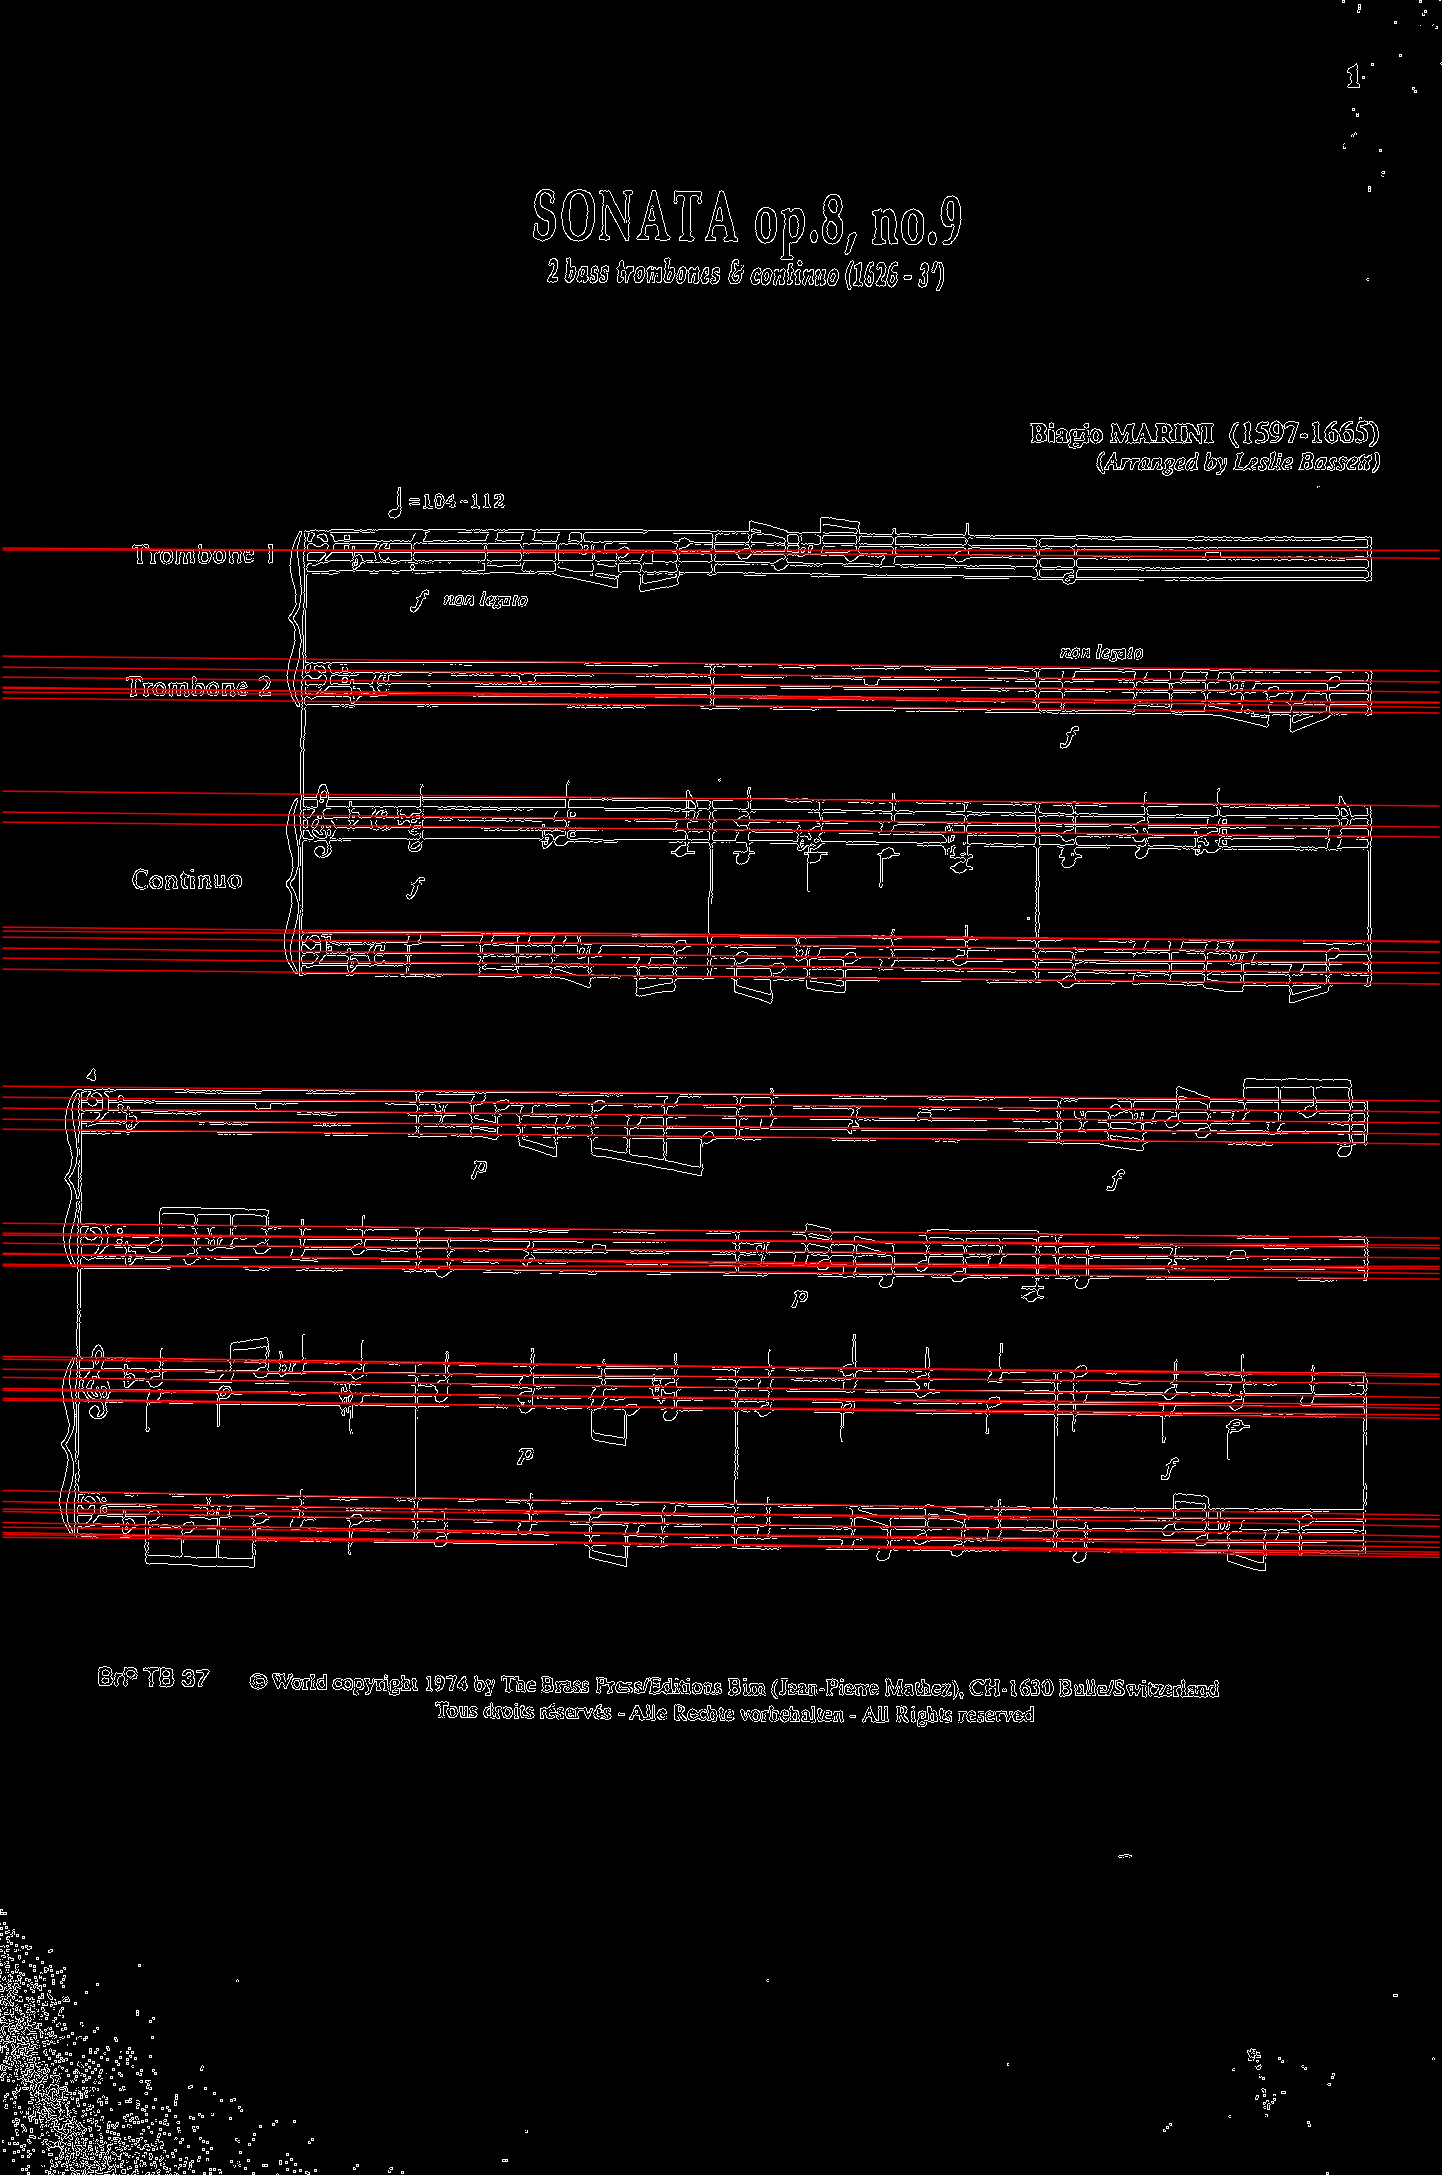 1
SONATA op.8, no.9
2 bass trombones & continuo (1626 - 3')
Biagio MARINI (1597-1665)
(Arranged by Leslie Bassett)
=104-112
Trombone 1
f non legato
non legato
Trombone 2
f
Continuo
f
4
p f
p
p f
BrP TB 37 © World copyright 1974 by The Brass Press/Editions Bim (Jean-Pierre Mathez), CH-1630 Bulle/Switzerland
Tous droits réservés - Alle Rechte vorbehalten - All Rights reserved